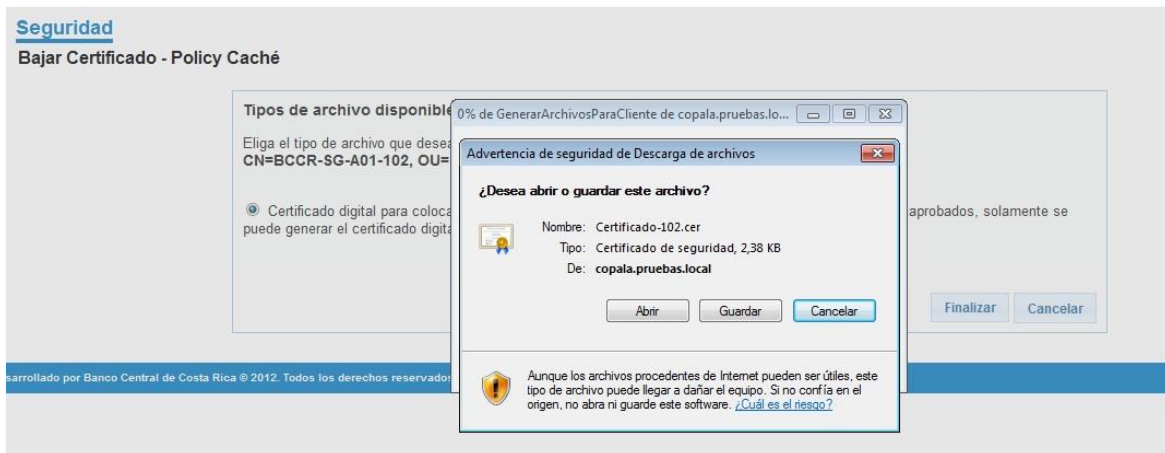 Seguridad
Bajar Certificado - Policy Caché
Tipos de archivo disponible
Eliga el tipo de archivo que desea
CN=BCCR-SG-A01-102, OU=
Certificado digital para coloca
aprobados, solamente se
puede generar el certificado digita
Finalizar Cancelar
0% de GenerarArchivosParaCliente de copala.pruebas.lo...
Advertencia de seguridad de Descarga de archivos
¿Desea abrir o guardar este archivo?
Nombre: Certificado-102.cer
Tipo: Certificado de seguridad, 2,38 KB
De: copala.pruebas.local
Abrir Guardar Cancelar
Aunque los archivos procedentes de Internet pueden ser útiles, este
tipo de archivo puede llegar a dañar el equipo. Si no confía en el
origen, no abra ni guarde este software. ¿Cuál es el riesgo?
sarrollado por Banco Central de Costa Rica © 2012. Todos los derechos reservados